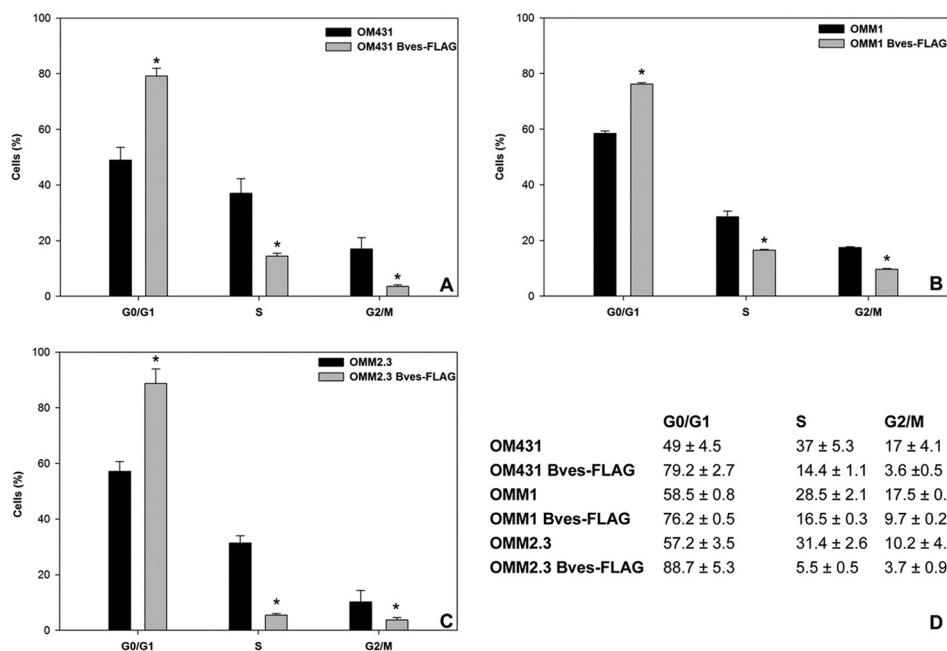 100
80
60
40
20
0
Cells (%)
OM431
OM431 Bves-FLAG
*
*
*
G0/G1 S G2/M
A
100
80
60
40
20
0
Cells (%)
OMM1
OMM1 Bves-FLAG
*
*
*
G0/G1 S G2/M
B
100
80
60
40
20
0
Cells (%)
OMM2.3
OMM2.3 Bves-FLAG
*
*
*
G0/G1 S G2/M
C
G0/G1 S G2/M
OM431 49 ± 4.5 37 ± 5.3 17 ± 4.1
OM431 Bves-FLAG 79.2 ± 2.7 14.4 ± 1.1 3.6 ±0.5
OMM1 58.5 ± 0.8 28.5 ± 2.1 17.5 ± 0.
OMM1 Bves-FLAG 76.2 ± 0.5 16.5 ± 0.3 9.7 ± 0.2
OMM2.3 57.2 ± 3.5 31.4 ± 2.6 10.2 ± 4.
OMM2.3 Bves-FLAG 88.7 ± 5.3 5.5 ± 0.5 3.7 ± 0.9
D